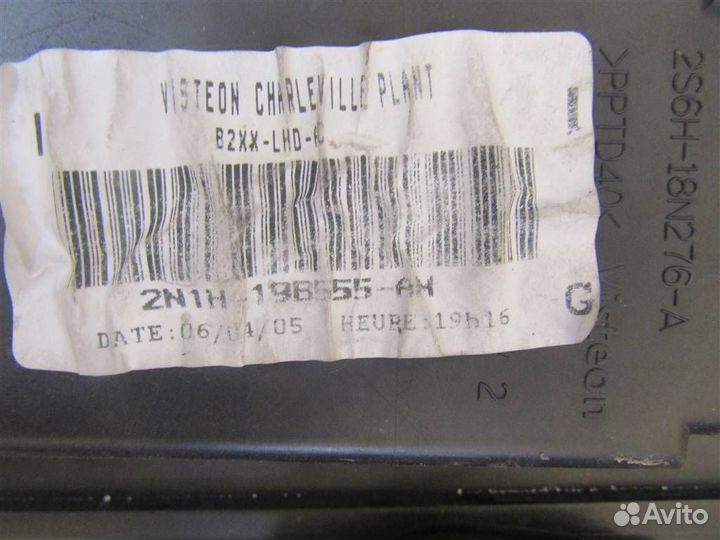 VISTEON CHARLEVILLE PLANT
B2XX-LHD-
2N1H-19B555-AH
G
DATE:06/04/05 HEURE:19h16
2S6H-18N276-A
>PPTD40< Visteon
2
Avito